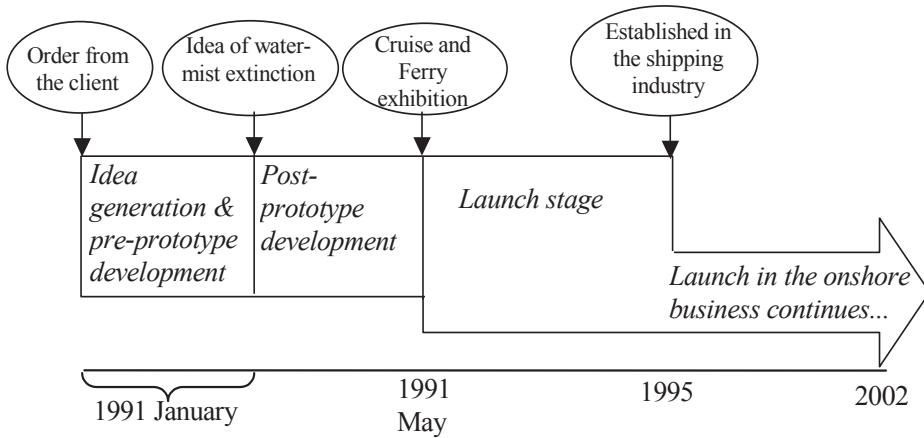 Order from
the client
Idea of water-
mist extinction
Cruise and
Ferry
exhibition
Established in
the shipping
industry
Idea
generation &
pre-prototype
development
Post-
prototype
development
Launch stage
Launch in the onshore
business continues...
1991 January
1991
May
1995
2002